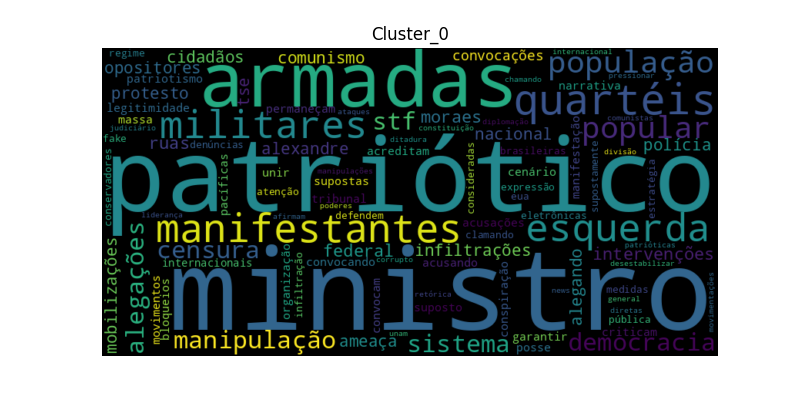 Cluster_0
regime
cidadãos
comunismo
convocações
internacional
pressionar
opositores
tse
armadas
chamando
população
patriotismo
narrativa
protesto
quartéis
legitimidade
permaneçam
ataques
comunistas
massa
militares
stf
moraes
constituição
diplomação
nacional
popular
fake
judiciário
ruas
denúncias
alexandre
acreditam
ditadura
brasileiras
manifestação
supostamente
divisão
polícia
conservadores
pacíficas
patriótico
unir
manipulações
atenção
supostas
consideradas
cenário
expressão
estratégia
tribunal
poderes
eua
liderança
afirmam
defendem
acusações
eletrônicas
manifestantes
clamando
esquerda
mobilizações
alegações
censura
federal
infiltrações
patrióticas
intervenções
internacionais
organização
infiltração
convocando
corrupto
acusando
conspiração
alegando
desestabilizar
movimentos
bloqueios
ministro
convocam
retórica
suposto
news
medidas
general
movimentações
diretas
pública
manipulação
ameaça
unam
sistema
garantir
posse
criticam
democracia